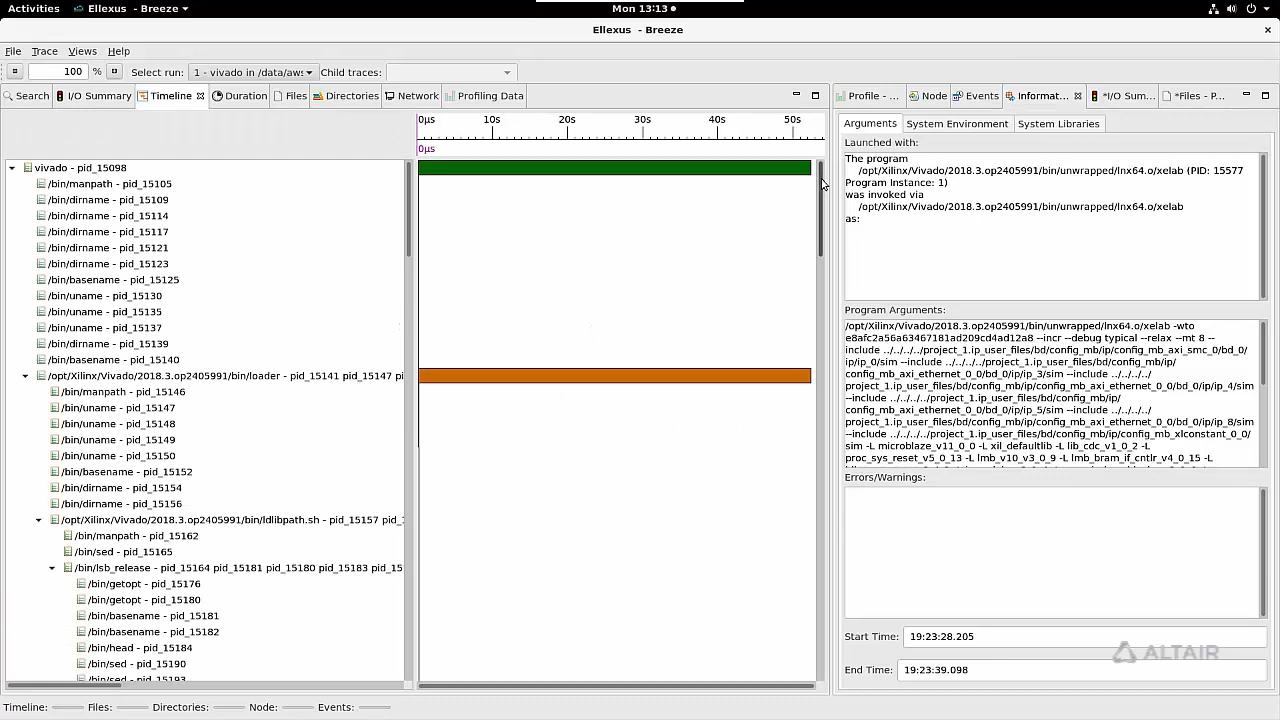 Activities
Ellexus - Breeze
Mon 13:13
Ellexus - Breeze
File Trace Views Help
100 %
Select run: 1 - vivado in /data/aws
Child traces:
Search
I/O Summary
Timeline
Duration
Files
Directories
Network
Profiling Data
Profile - ...
Node
Events
Informat...
*I/O Sum...
*Files - P...
0μs 10s 20s 30s 40s 50s
0μs
vivado - pid_15098
/bin/manpath - pid_15105
/bin/dirname - pid_15109
/bin/dirname - pid_15114
/bin/dirname - pid_15117
/bin/dirname - pid_15121
/bin/dirname - pid_15123
/bin/basename - pid_15125
/bin/uname - pid_15130
/bin/uname - pid_15135
/bin/uname - pid_15137
/bin/dirname - pid_15139
/bin/basename - pid_15140
/opt/Xilinx/Vivado/2018.3.op2405991/bin/loader - pid_15141 pid_15147 pi
/bin/manpath - pid_15146
/bin/uname - pid_15147
/bin/uname - pid_15148
/bin/uname - pid_15149
/bin/uname - pid_15150
/bin/basename - pid_15152
/bin/dirname - pid_15154
/bin/dirname - pid_15156
/opt/Xilinx/Vivado/2018.3.op2405991/bin/ldlibpath.sh - pid_15157 pid_
/bin/manpath - pid_15162
/bin/sed - pid_15165
/bin/lsb_release - pid_15164 pid_15181 pid_15180 pid_15183 pid_15
/bin/getopt - pid_15176
/bin/getopt - pid_15180
/bin/basename - pid_15181
/bin/basename - pid_15182
/bin/head - pid_15184
/bin/sed - pid_15190
/bin/sed - pid_15193
Arguments
System Environment
System Libraries
Launched with:
The program
/opt/Xilinx/Vivado/2018.3.op2405991/bin/unwrapped/lnx64.o/xelab (PID: 15577
Program Instance: 1)
was invoked via
/opt/Xilinx/Vivado/2018.3.op2405991/bin/unwrapped/lnx64.o/xelab
as:
Program Arguments:
/opt/Xilinx/Vivado/2018.3.op2405991/bin/unwrapped/lnx64.o/xelab -wto
e8afc2a56a63467181ad209cd4ad12a8 --incr --debug typical --relax --mt 8 --
include ../../../../project_1.ip_user_files/bd/config_mb/ip/config_mb_axi_smc_0/bd_0/
ip/ip_0/sim --include ../../../../project_1.ip_user_files/bd/config_mb/ip/
config_mb_axi_ethernet_0_0/bd_0/ip/ip_3/sim --include ../../../../
project_1.ip_user_files/bd/config_mb/ip/config_mb_axi_ethernet_0_0/bd_0/ip/ip_4/sim
--include ../../../../project_1.ip_user_files/bd/config_mb/ip/
config_mb_axi_ethernet_0_0/bd_0/ip/ip_5/sim --include ../../../../
project_1.ip_user_files/bd/config_mb/ip/config_mb_axi_ethernet_0_0/bd_0/ip/ip_8/sim
--include ../../../../project_1.ip_user_files/bd/config_mb/ip/config_mb_xlconstant_0_0/
sim -L microblaze_v11_0_0 -L xil_defaultlib -L lib_cdc_v1_0_2 -L
proc_sys_reset_v5_0_13 -L lmb_v10_v3_0_9 -L lmb_bram_if_cntlr_v4_0_15 -L
Errors/Warnings:
Start Time: 19:23:28.205
ALTAIR
End Time: 19:23:39.098
Timeline: Files: Directories: Node: Events: